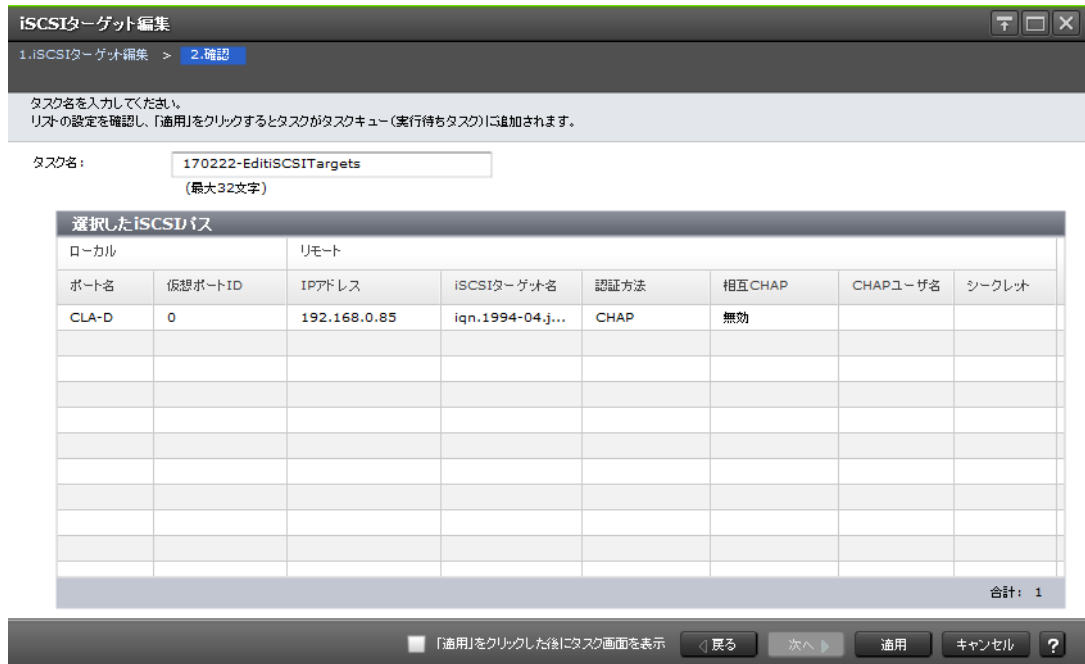 iSCSIターゲット編集
1.iSCSIターゲット編集 > 2.確認
タスク名を入力してください。
リストの設定を確認し、「適用」をクリックするとタスクがタスクキュー(実行待ちタスク)に追加されます。
タスク名: 170222-EditiSCSITargets
(最大32文字)
選択したiSCSIパス
ローカル リモート
ポート名 仮想ポートID IPアドレス iSCSIターゲット名 認証方法 相互CHAP CHAPユーザ名 シークレット
CLA-D 0 192.168.0.85 iqn.1994-04.j... CHAP 無効
合計: 1
「適用」をクリックした後にタスク画面を表示 戻る 次へ 適用 キャンセル ?